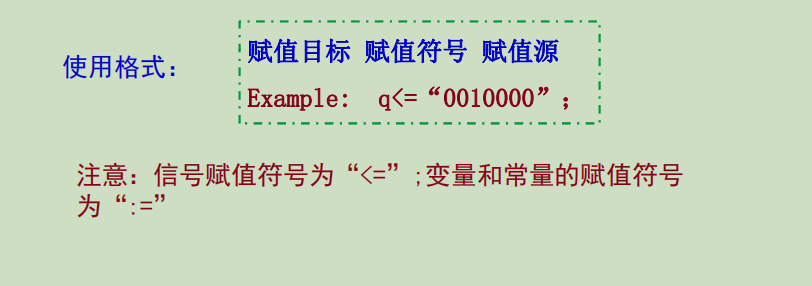 使用格式：
赋值目标 赋值符号 赋值源
Example: q<=“0010000”；
注意：信号赋值符号为“<=”;变量和常量的赋值符号
为“:=”